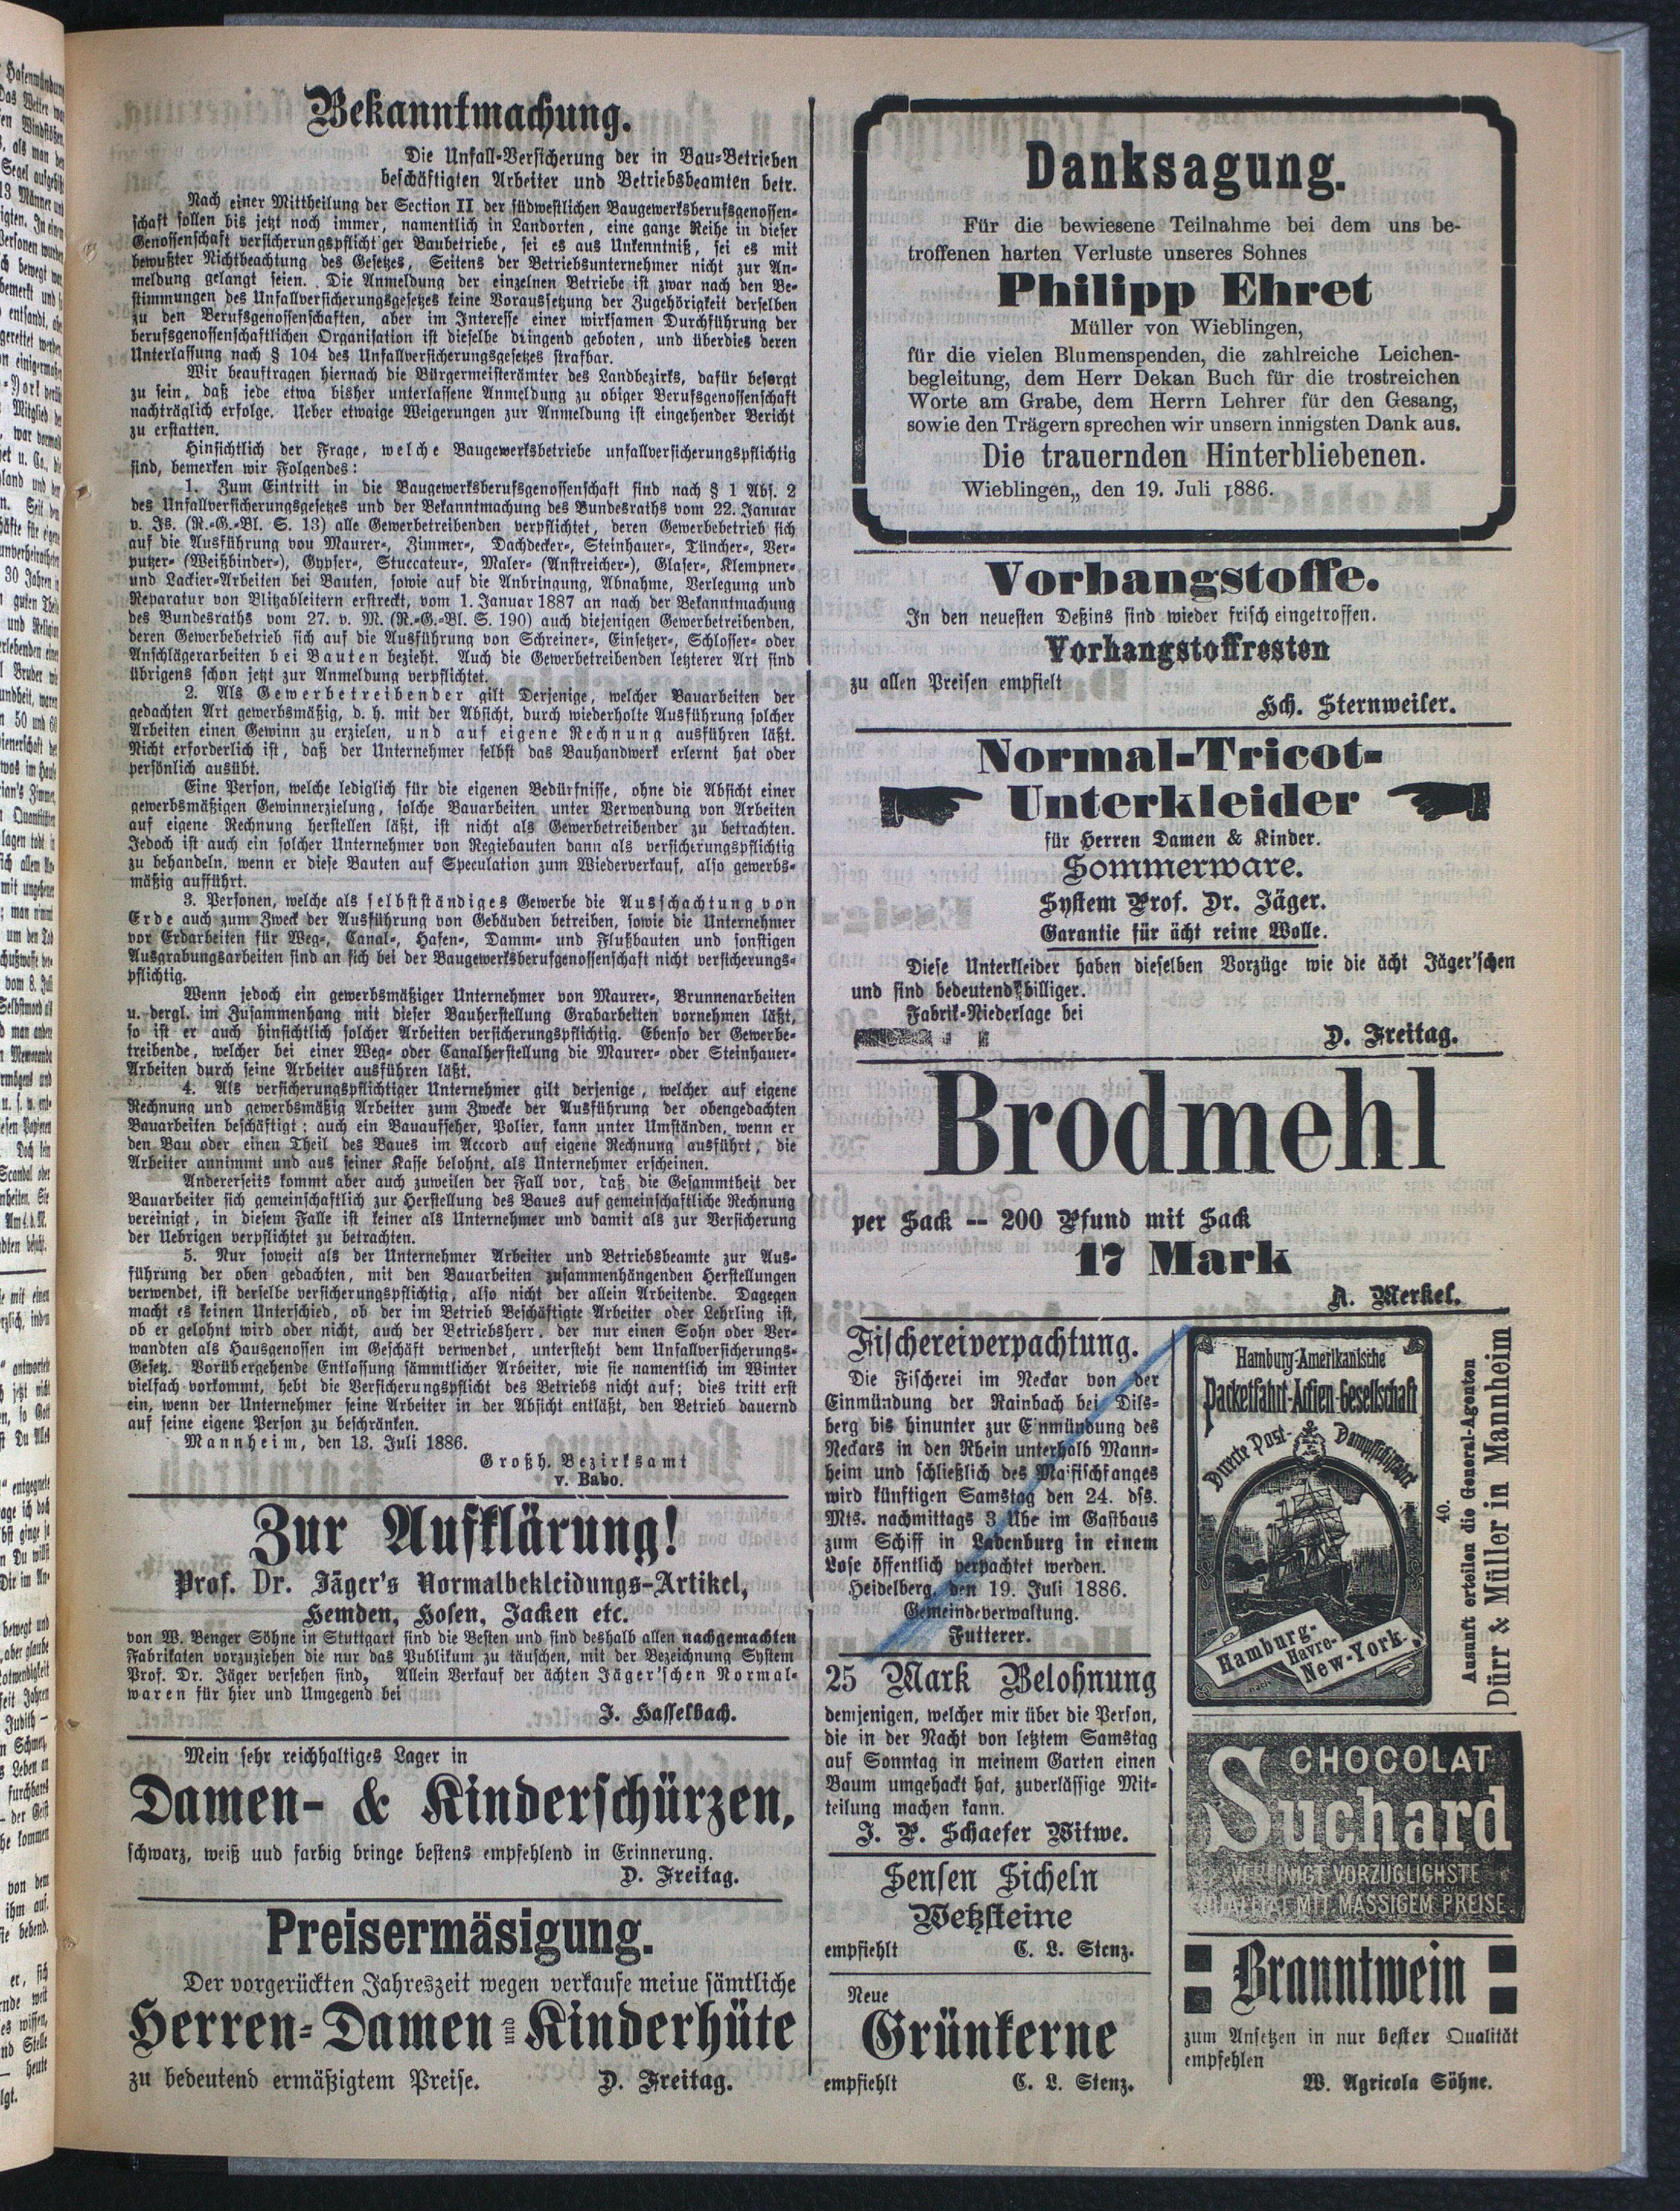 Bekanntmachung.
Die Unfall-Versicherung der in Bau-Betrieben
beschäftigten Arbeiter und Betriebsbeamten betr.
Nach einer Mittheilung der Section II der südwestlichen Baugewerksberufsgenossen-
schaft sollen bis jetzt noch immer, namentlich in Landorten, eine ganze Reihe in dieser
Genossenschaft versicherungspflicht'ger Baubetriebe, sei es aus Unkenntniß, sei es mit
bewußter Nichtbeachtung des Gesetzes, Seitens der Betriebsunternehmer nicht zur An-
meldung gelangt seien. Die Anmeldung der einzelnen Betriebe ist zwar nach den Be-
stimmungen des Unfallversicherungsgesetzes keine Voraussetzung der Zugehörigkeit derselben
zu den Berufsgenossenschaften, aber im Interesse einer wirksamen Durchführung der
berufsgenossenschaftlichen Organisation ist dieselbe dringend geboten, und überdies deren
Unterlassung nach § 104 des Unfallversicherungsgesetzes strafbar.
Wir beauftragen hiernach die Bürgermeisterämter des Landbezirks, dafür besorgt
zu sein, daß jede etwa bisher unterlassene Anmeldung zu obiger Berufsgenossenschaft
nachträglich erfolge. Ueber etwaige Weigerungen zur Anmeldung ist eingehender Bericht
zu erstatten.
Hinsichtlich der Frage, welche Baugewerksbetriebe unfallversicherungspflichtig
sind, bemerken wir Folgendes:
1. Zum Eintritt in die Baugewerksberufsgenossenschaft sind nach § 1 Abs. 2
des Unfallversicherungsgesetzes und der Bekanntmachung des Bundesraths vom 22. Januar
v. Js. (R.-G.-Bl. S. 13) alle Gewerbetreibenden verpflichtet, deren Gewerbebetrieb sich
auf die Ausführung vou Maurer-, Zimmer-, Dachdecker-, Steinhauer-, Tüncher-, Ver-
putzer- (Weißbinder-), Gypser-, Stuccateur-, Maler- (Anstreicher-), Glaser-, Klempner-
und Lackier-Arbeiten bei Bauten, sowie auf die Anbringung, Abnahme, Verlegung und
Reparatur von Blitzableitern erstreckt, vom 1. Januar 1887 an nach der Bekanntmachung
des Bundesraths vom 27. v. M. (R.-G.-Bl. S. 190) auch diejenigen Gewerbetreibenden,
deren Gewerbebetrieb sich auf die Ausführung von Schreiner-, Einsetzer-, Schlosser- oder
Anschlägerarbeiten bei Bauten bezieht. Auch die Gewerbetreibenden letzterer Art sind
übrigens schon jetzt zur Anmeldung verpflichtet.
2. Als Gewerbetreibender gilt Derjenige, welcher Bauarbeiten der
gedachten Art gewerbsmäßig, d. h. mit der Absicht, durch wiederholte Ausführung solcher
Arbeiten einen Gewinn zu erzielen, und auf eigene Rechnung ausführen läßt.
Nicht erforderlich ist, daß der Unternehmer selbst das Bauhandwerk erlernt hat oder
persönlich ausübt.
Eine Person, welche lediglich für die eigenen Bedürfnisse, ohne die Absicht einer
gewerbsmäßigen Gewinnerzielung, solche Bauarbeiten unter Verwendung von Arbeiten
auf eigene Rechnung herstellen läßt, ist nicht als Gewerbetreibender zu betrachten.
Jedoch ist auch ein solcher Unternehmer von Regiebauten dann als versicherungspflichtig
zu behandeln, wenn er diese Bauten auf Speculation zum Wiederverkauf, also gewerbs-
mäßig aufführt.
3. Personen, welche als selbstständiges Gewerbe die Ausschachtung von
Erde auch zum Zweck der Ausführung von Gebäuden betreiben, sowie die Unternehmer
vor Erdarbeiten für Weg-, Canal-, Hafen-, Damm- und Flußbauten und sonstigen
Ausgrabungsarbeiten sind an sich bei der Baugewerksberufgenossenschaft nicht versicherungs-
pflichtig.
Wenn jedoch ein gewerbsmäßiger Unternehmer von Maurer-, Brunnenarbeiten
u. dergl. im Zusammenhang mit dieser Bauherstellung Grabarbeiten vornehmen läßt,
so ist er auch hinsichtlich solcher Arbeiten versicherungspflichtig. Ebenso der Gewerbe-
treibende, welcher bei einer Weg- oder Canalherstellung die Maurer- oder Steinhauer-
Arbeiten durch seine Arbeiter ausführen läßt.
4. Als versicherungspflichtiger Unternehmer gilt derjenige, welcher auf eigene
Rechnung und gewerbsmäßig Arbeiter zum Zwecke der Ausführung der obengedachten
Bauarbeiten beschäftigt; auch ein Bauaufseher, Polier, kann unter Umständen, wenn er
den Bau oder einen Theil des Baues im Accord auf eigene Rechnung ausführt, die
Arbeiter annimmt und aus seiner Kasse belohnt, als Unternehmer erscheinen.
Andererseits kommt aber auch zuweilen der Fall vor, daß die Gesammtheit der
Bauarbeiter sich gemeinschaftlich zur Herstellung des Baues auf gemeinschaftliche Rechnung
vereinigt, in diesem Falle ist keiner als Unternehmer und damit als zur Versicherung
der Uebrigen verpflichtet zu betrachten.
5. Nur soweit als der Unternehmer Arbeiter und Betriebsbeamte zur Aus-
führung der oben gedachten, mit den Bauarbeiten zusammenhängenden Herstellungen
verwendet, ist derselbe versicherungspflichtig, also nicht der allein Arbeitende. Dagegen
macht es keinen Unterschied, ob der im Betrieb Beschäftigte Arbeiter oder Lehrling ist,
ob er gelohnt wird oder nicht, auch der Betriebsherr, der nur einen Sohn oder Ver-
wandten als Hausgenossen im Geschäft verwendet, untersteht dem Unfallversicherungs-
Gesetz. Vorübergehende Entlassung sämmtlicher Arbeiter, wie sie namentlich im Winter
vielfach vorkommt, hebt die Versicherungspflicht des Betriebs nicht auf; dies tritt erst
ein, wenn der Unternehmer seine Arbeiter in der Absicht entläßt, den Betrieb dauernd
auf seine eigene Person zu beschränken.
Mannheim, den 13. Juli 1886.
Großh. Bezirksamt
v. Babo.
Zur Aufklärung!
Prof. Dr. Jäger's Normalbekleidungs-Artikel,
Hemden, Hosen, Jacken etc.
von W. Benger Söhne in Stuttgart sind die Besten und sind deshalb allen nachgemachten
Fabrikaten vorzuziehen die nur das Publikum zu täuschen, mit der Bezeichnung System
Prof. Dr. Jäger versehen sind, Allein Verkauf der ächten Jäger'schen Normal-
waren für hier und Umgegend bei
J. Hasselbach.
Mein sehr reichhaltiges Lager in
Damen- & Kinderschürzen,
schwarz, weiß uud farbig bringe bestens empfehlend in Erinnerung.
D. Freitag.
Preisermäsigung.
Der vorgerückten Jahreszeit wegen verkaufe meiue sämtliche
Herren- Damen und Kinderhüte
zu bedeutend ermäßigtem Preise. D. Freitag.
Danksagung.
Für die bewiesene Teilnahme bei dem uns be-
troffenen harten Verluste unseres Sohnes
Philipp Ehret
Müller von Wieblingen,
für die vielen Blumenspenden, die zahlreiche Leichen-
begleitung, dem Herr Dekan Buch für die trostreichen
Worte am Grabe, dem Herrn Lehrer für den Gesang,
sowie den Trägern sprechen wir unsern innigsten Dank aus.
Die trauernden Hinterbliebenen.
Wieblingen,, den 19. Juli 1886.
Vorhangstoffe.
In den neuesten Deßins sind wieder frisch eingetroffen.
Vorhangstoffresten
zu allen Preisen empfielt
Hch. Sternweiler.
Normal-Tricot-
Unterkleider
für Herren Damen & Kinder.
Sommerware.
System Prof. Dr. Jäger.
Garantie für ächt reine Wolle.
Diese Unterkleider haben dieselben Vorzüge wie die ächt Jäger'schen
und sind bedeutend billiger.
Fabrik-Niederlage bei
D. Freitag.
Brodmehl
per Sack -- 200 Pfund mit Sack
17 Mark
A. Merkel.
Fischereiverpachtung.
Die Fischerei im Neckar von der
Einmündung der Rainbach bei Dils-
berg bis hinunter zur Einmündung des
Neckars in den Rhein unterhalb Mann-
heim und schließlich des Maifischfanges
wird künftigen Samstag den 24. dss.
Mts. nachmittags 3 Uhe im Gasthaus
zum Schiff in Ladenburg in einem
Lose öffentlich verpachtet werden.
Heidelberg, den 19. Juli 1886.
Gemeindeverwaltung.
Futterer.
25 Mark Belohnung
demjenigen, welcher mir über die Person,
die in der Nacht von letztem Samstag
auf Sonntag in meinem Garten einen
Baum umgehackt hat, zuverlässige Mit-
teilung machen kann.
J. P. Schaefer Witwe.
Sensen Sicheln
Wetzsteine
empfiehlt C. L. Stenz.
Neue
Grünkerne
empfiehlt C. L. Stenz.
Hamburg-Amerikanische
Packetfahrt-Actien-Gesellschaft
Directe Post- Dampfschifffahrt
Hamburg-
Havre-
New-York.
nach
40.
Auskunft erteilen die General-Agenten
Dürr & Müller in Mannheim
CHOCOLAT
Suchard
VEREINIGT VORZÜGLICHSTE
QUALITÄT MIT MÄSSIGEM PREISE
Branntwein
zum Ansetzen in nur bester Qualität
empfehlen
W. Agricola Söhne.